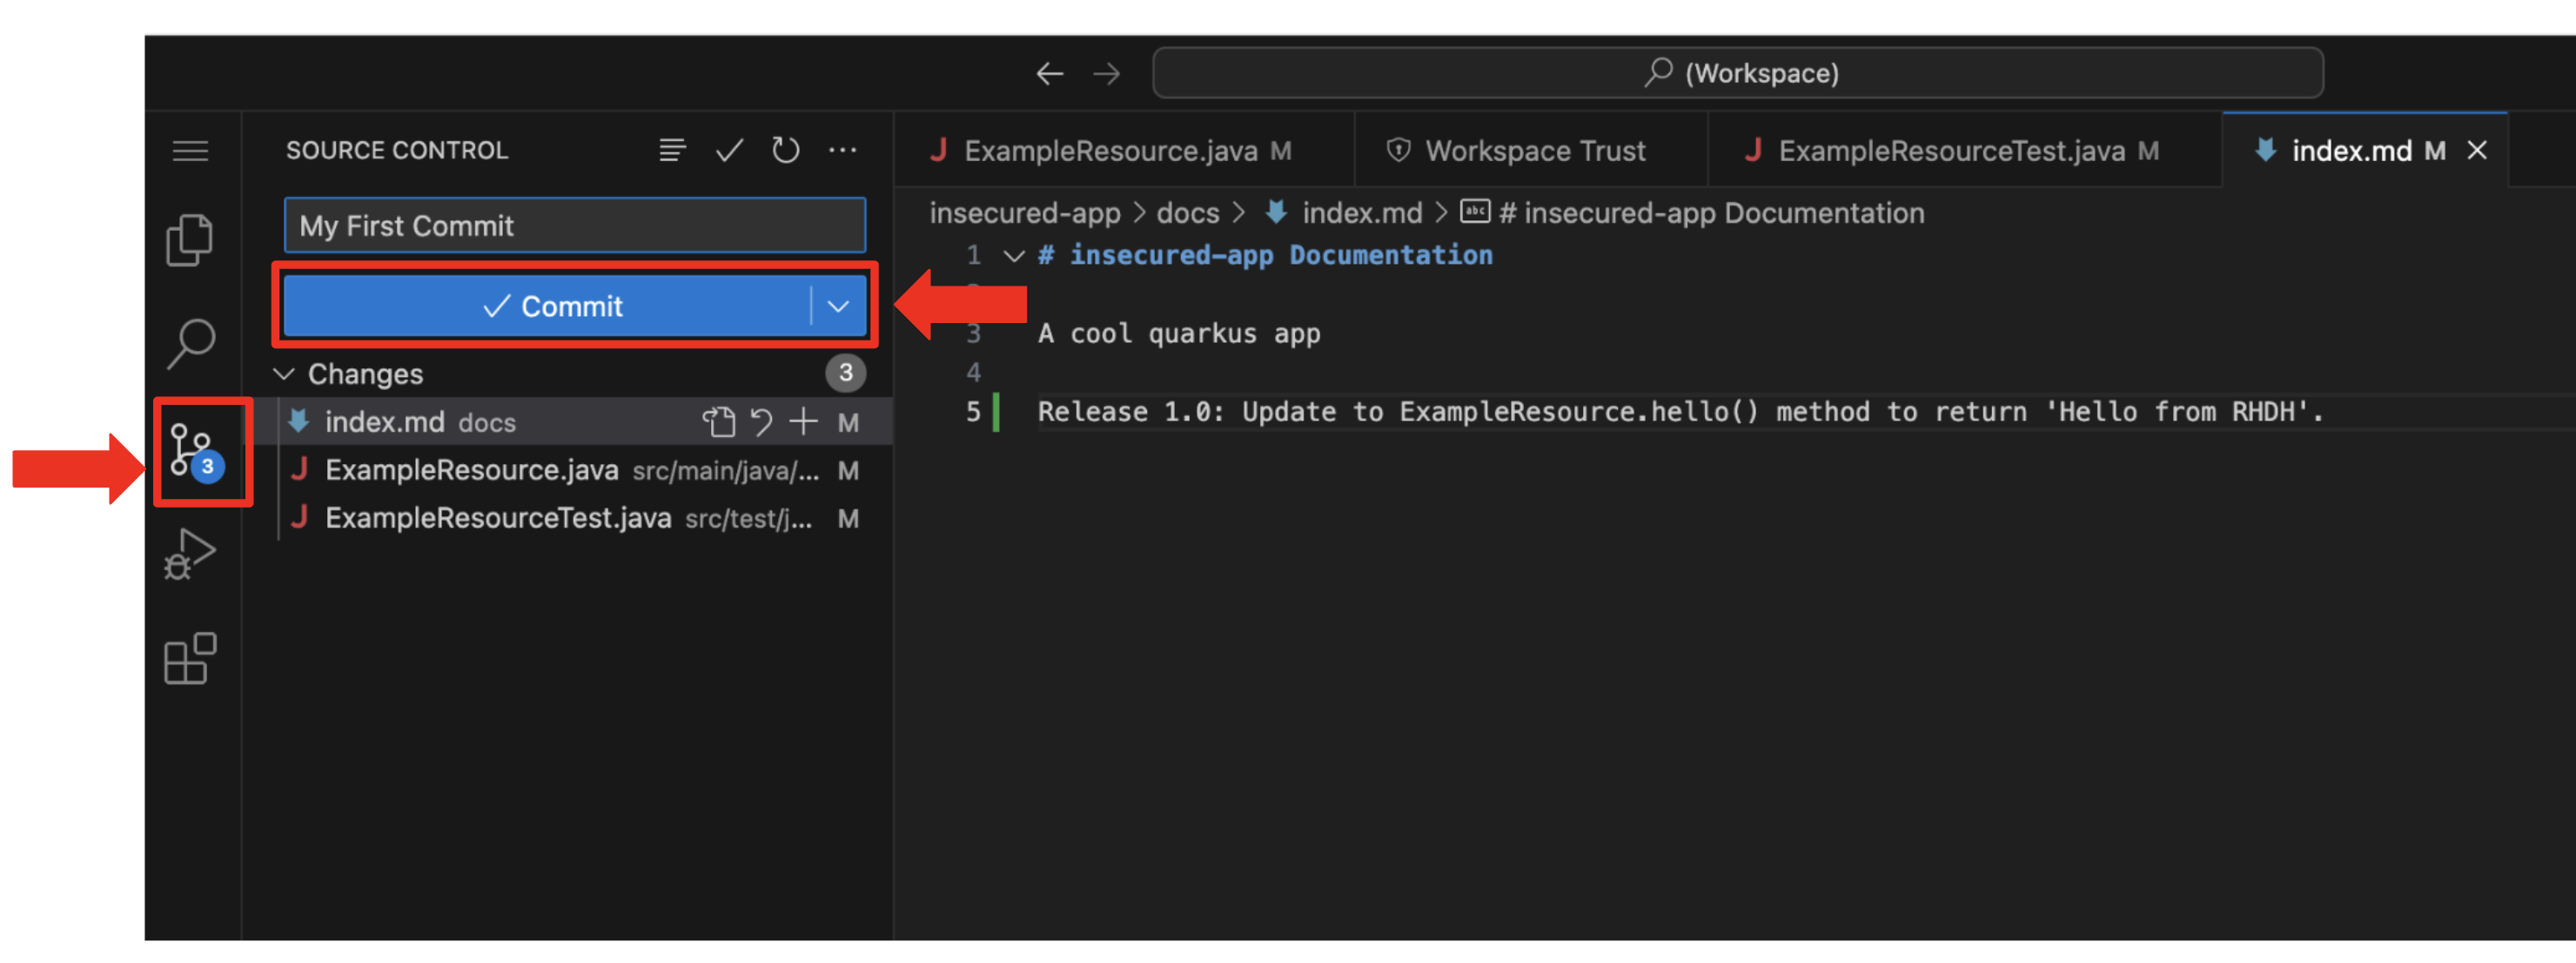 (Workspace)
SOURCE CONTROL
My First Commit
Commit
Changes 3
index.md docs M
ExampleResource.java src/main/java/... M
ExampleResourceTest.java src/test/j... M
3
ExampleResource.java M
Workspace Trust
ExampleResourceTest.java M
index.md M
insecured-app > docs > index.md > abc # insecured-app Documentation
1 # insecured-app Documentation
3 A cool quarkus app
4
5 Release 1.0: Update to ExampleResource.hello() method to return 'Hello from RHDH'.